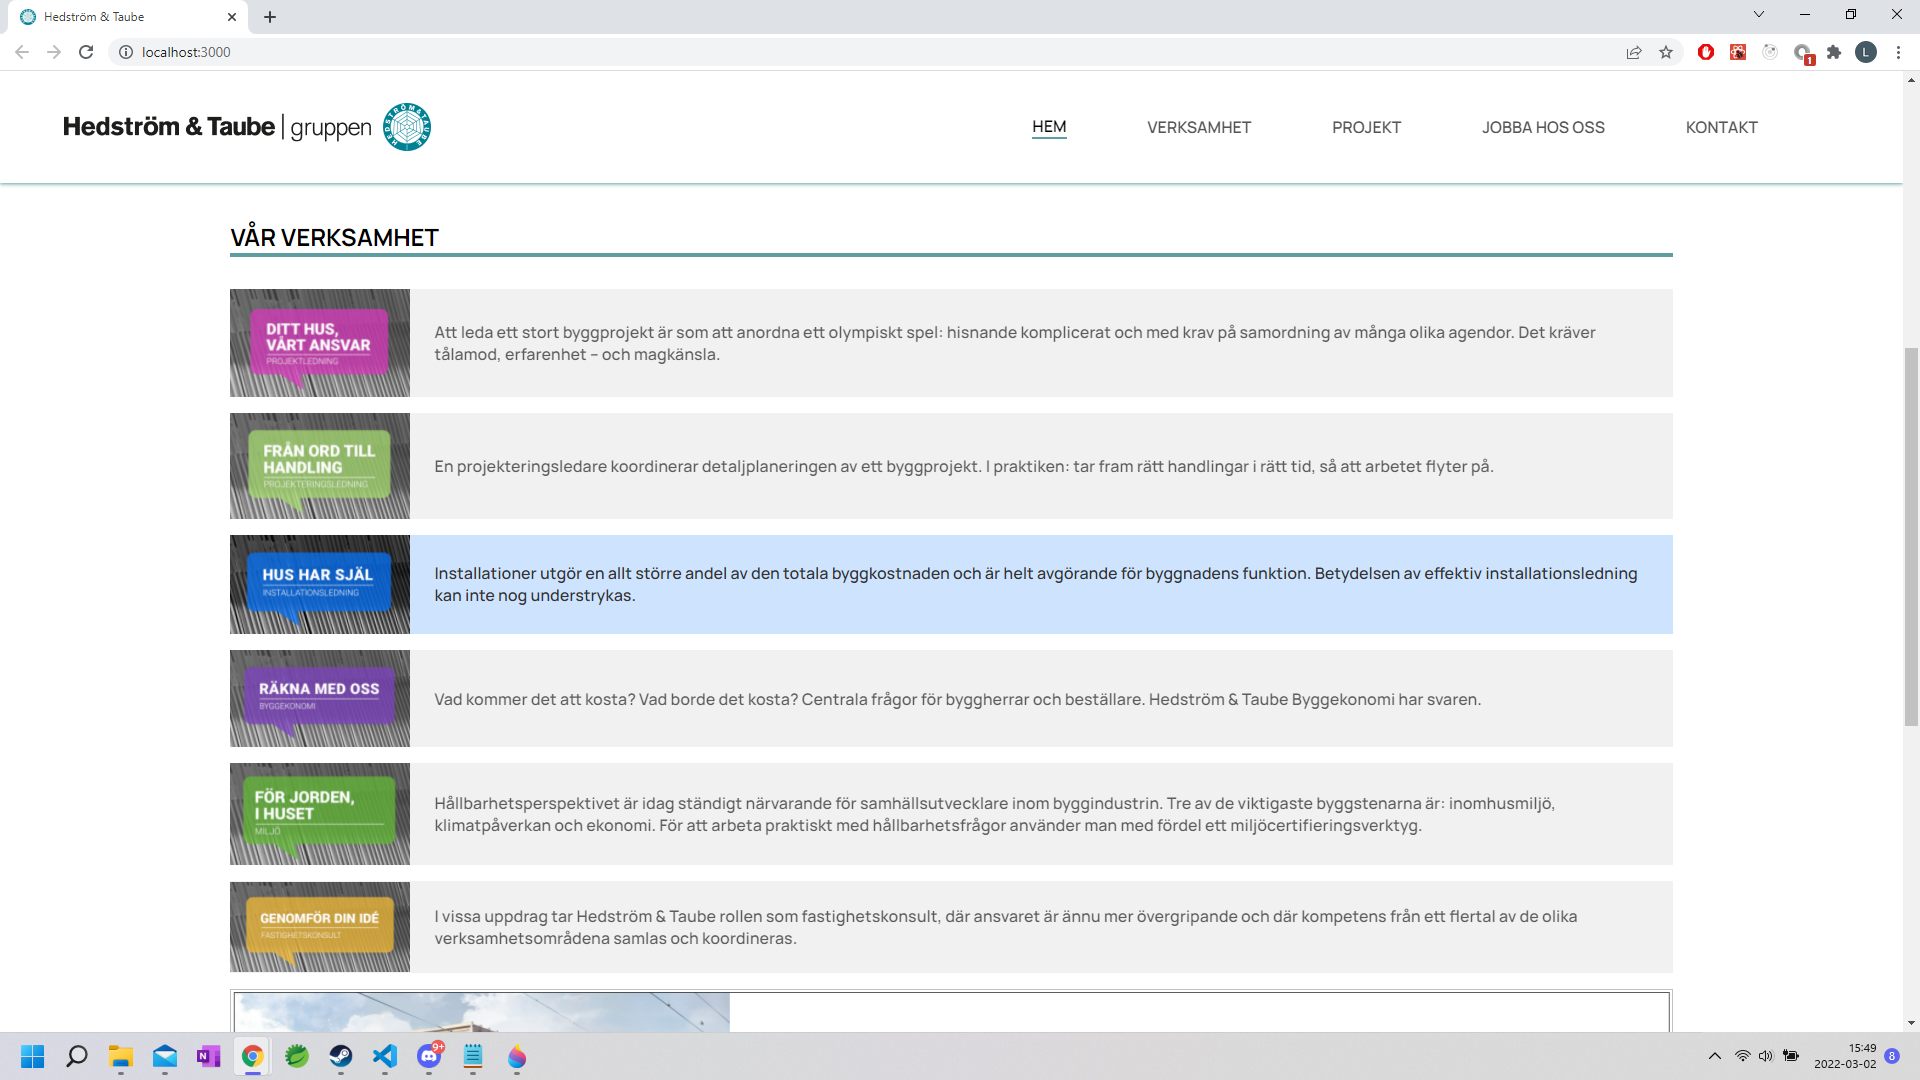 Hedström & Taube
localhost:3000
L
1
Hedström & Taube | gruppen
HEDSTRÖM & TAUBE
HEM
VERKSAMHET
PROJEKT
JOBBA HOS OSS
KONTAKT
VÅR VERKSAMHET
DITT HUS,
VÅRT ANSVAR
PROJEKTLEDNING
Att leda ett stort byggprojekt är som att anordna ett olympiskt spel: hisnande komplicerat och med krav på samordning av många olika agendor. Det kräver
tålamod, erfarenhet – och magkänsla.
FRÅN ORD TILL
HANDLING
PROJEKTERINGSLEDNING
En projekteringsledare koordinerar detaljplaneringen av ett byggprojekt. I praktiken: tar fram rätt handlingar i rätt tid, så att arbetet flyter på.
HUS HAR SJÄL
INSTALLATIONSLEDNING
Installationer utgör en allt större andel av den totala byggkostnaden och är helt avgörande för byggnadens funktion. Betydelsen av effektiv installationsledning
kan inte nog understrykas.
RÄKNA MED OSS
BYGGEKONOMI
Vad kommer det att kosta? Vad borde det kosta? Centrala frågor för byggherrar och beställare. Hedström & Taube Byggekonomi har svaren.
FÖR JORDEN,
I HUSET
MILJÖ
Hållbarhetsperspektivet är idag ständigt närvarande för samhällsutvecklare inom byggindustrin. Tre av de viktigaste byggstenarna är: inomhusmiljö,
klimatpåverkan och ekonomi. För att arbeta praktiskt med hållbarhetsfrågor använder man med fördel ett miljöcertifieringsverktyg.
GENOMFÖR DIN IDÉ
FASTIGHETSKONSULT
I vissa uppdrag tar Hedström & Taube rollen som fastighetskonsult, där ansvaret är ännu mer övergripande och där kompetens från ett flertal av de olika
verksamhetsområdena samlas och koordineras.
N
9+
15:49
2022-03-02
8